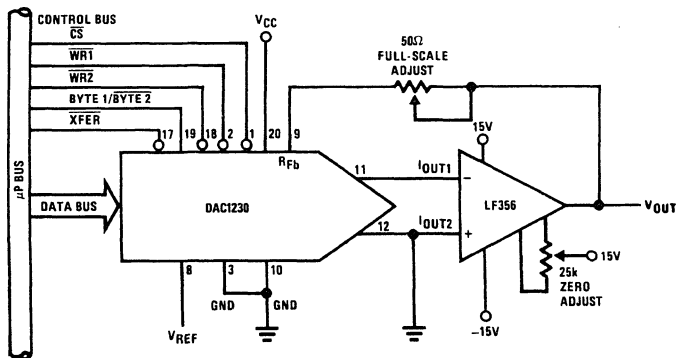 CONTROL BUS
CS
WR1
WR2
BYTE 1/BYTE 2
XFER
µP BUS
DATA BUS
17
19
18
2
1
20
9
VCC
RFb
DAC1230
50Ω
FULL-SCALE
ADJUST
11
IOUT1
12
IOUT2
15V
−
+
LF356
−15V
VOUT
15V
25k
ZERO
ADJUST
8
3
10
GND
GND
VREF